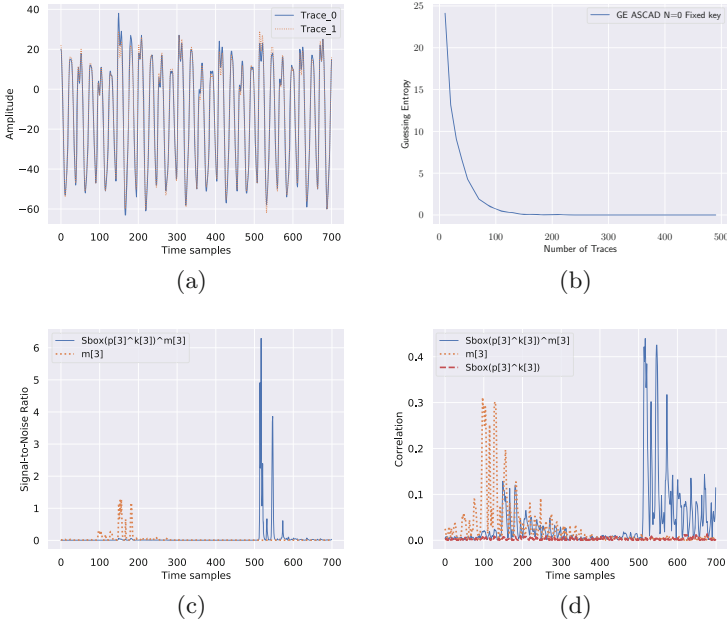 Trace_0
Trace_1
40
20
0
−20
−40
−60
Amplitude
0 100 200 300 400 500 600 700
Time samples
(a)
GE ASCAD N=0 Fixed key
25
20
15
10
5
0
Guessing Entropy
0 100 200 300 400 500
Number of Traces
(b)
Sbox(p[3]^k[3])^m[3]
m[3]
6
5
4
3
2
1
0
Signal-to-Noise Ratio
0 100 200 300 400 500 600 700
Time samples
(c)
Sbox(p[3]^k[3])^m[3]
m[3]
Sbox(p[3]^k[3])
0.4
0.3
0.2
0.1
0.0
Correlation
0 100 200 300 400 500 600 700
Time samples
(d)